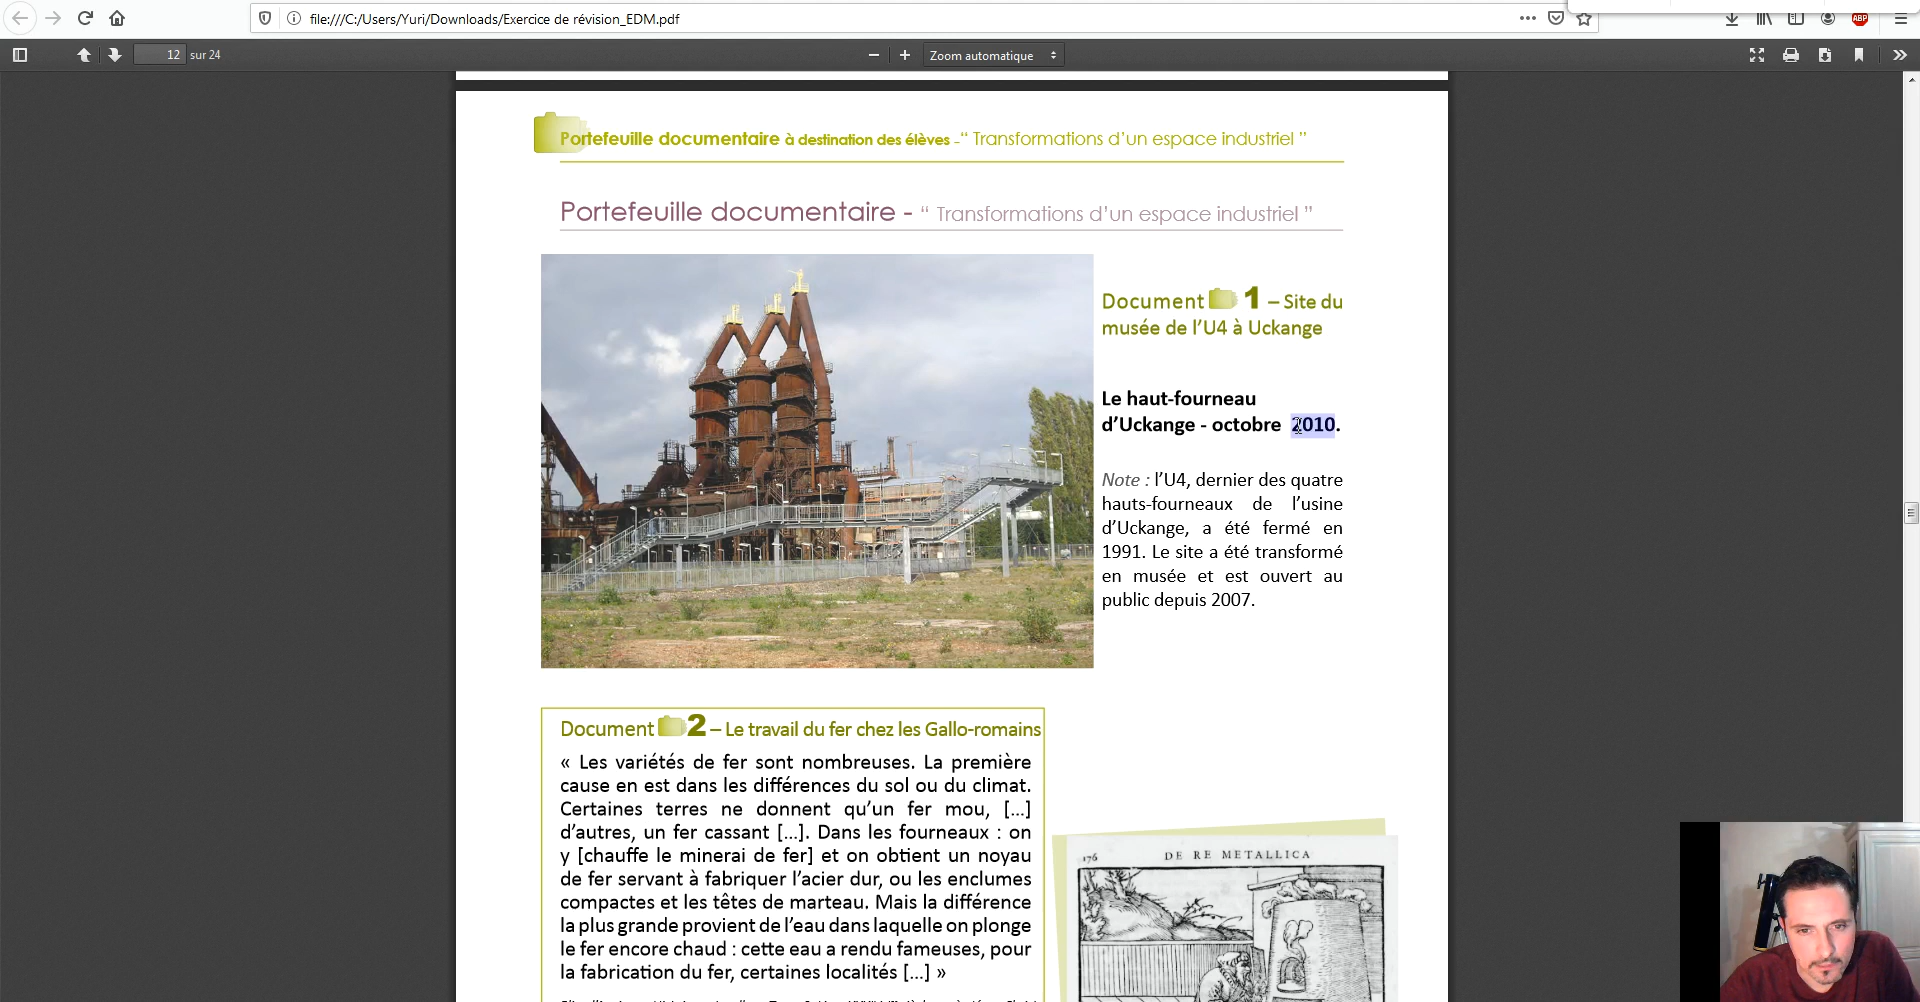 file:///C:/Users/Yuri/Downloads/Exercice de révision_EDM.pdf
ABP
12 sur 24
Zoom automatique
Portefeuille documentaire à destination des élèves -“ Transformations d’un espace industriel ”
Portefeuille documentaire - “ Transformations d’un espace industriel ”
Document 1 – Site du
musée de l’U4 à Uckange
Le haut-fourneau
d’Uckange - octobre 2010.
Note : l’U4, dernier des quatre
hauts-fourneaux de l’usine
d’Uckange, a été fermé en
1991. Le site a été transformé
en musée et est ouvert au
public depuis 2007.
Document 2 – Le travail du fer chez les Gallo-romains
« Les variétés de fer sont nombreuses. La première
cause en est dans les différences du sol ou du climat.
Certaines terres ne donnent qu’un fer mou, [...]
d’autres, un fer cassant [...]. Dans les fourneaux : on
y [chauffe le minerai de fer] et on obtient un noyau
de fer servant à fabriquer l’acier dur, ou les enclumes
compactes et les têtes de marteau. Mais la différence
la plus grande provient de l’eau dans laquelle on plonge
le fer encore chaud : cette eau a rendu fameuses, pour
la fabrication du fer, certaines localités [...] »
176 DE RE METALLICA